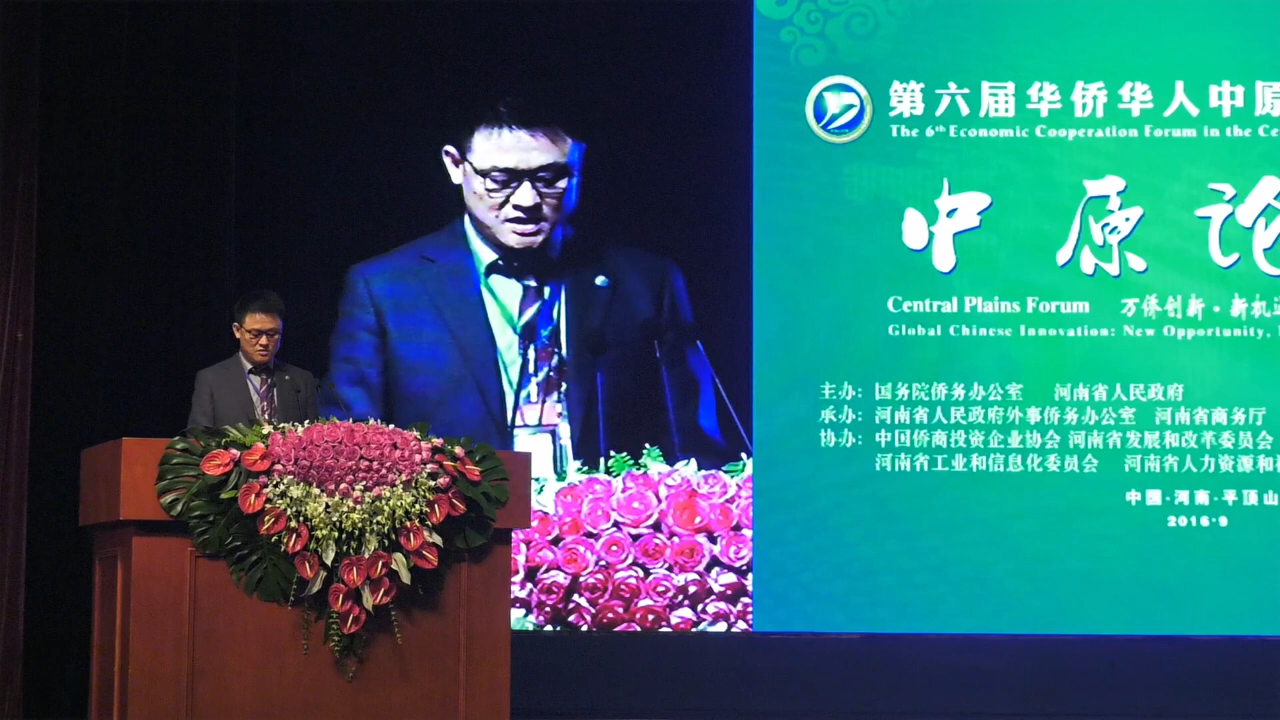 第六届华侨华人中原
The 6th Economic Cooperation Forum in the Ce
中原论
Central Plains Forum 万侨创新·新机遇
Global Chinese Innovation: New Opportunity,
主办：国务院侨务办公室 河南省人民政府
承办：河南省人民政府外事侨务办公室 河南省商务厅
协办：中国侨商投资企业协会 河南省发展和改革委员会
河南省工业和信息化委员会 河南省人力资源和
中国·河南·平顶山
2016·9